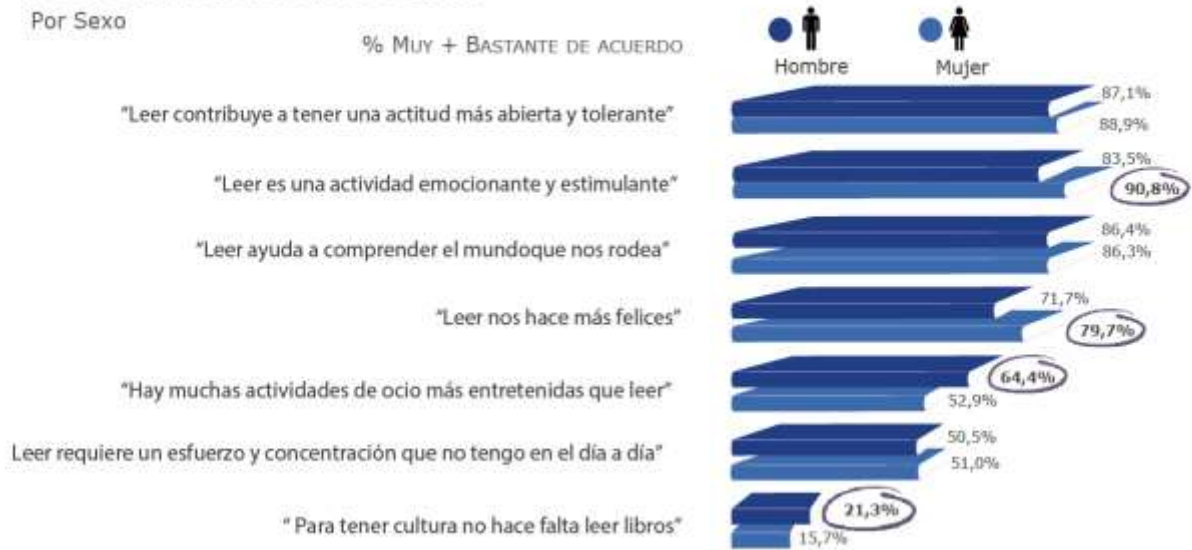 Por Sexo
% MUY + BASTANTE DE ACUERDO
Hombre
Mujer
"Leer contribuye a tener una actitud más abierta y tolerante"
87,1%
88,9%
"Leer es una actividad emocionante y estimulante"
83,5%
90,8%
"Leer ayuda a comprender el mundoque nos rodea"
86,4%
86,3%
"Leer nos hace más felices"
71,7%
79,7%
"Hay muchas actividades de ocio más entretenidas que leer"
64,4%
52,9%
Leer requiere un esfuerzo y concentración que no tengo en el día a día"
50,5%
51,0%
" Para tener cultura no hace falta leer libros"
21,3%
15,7%